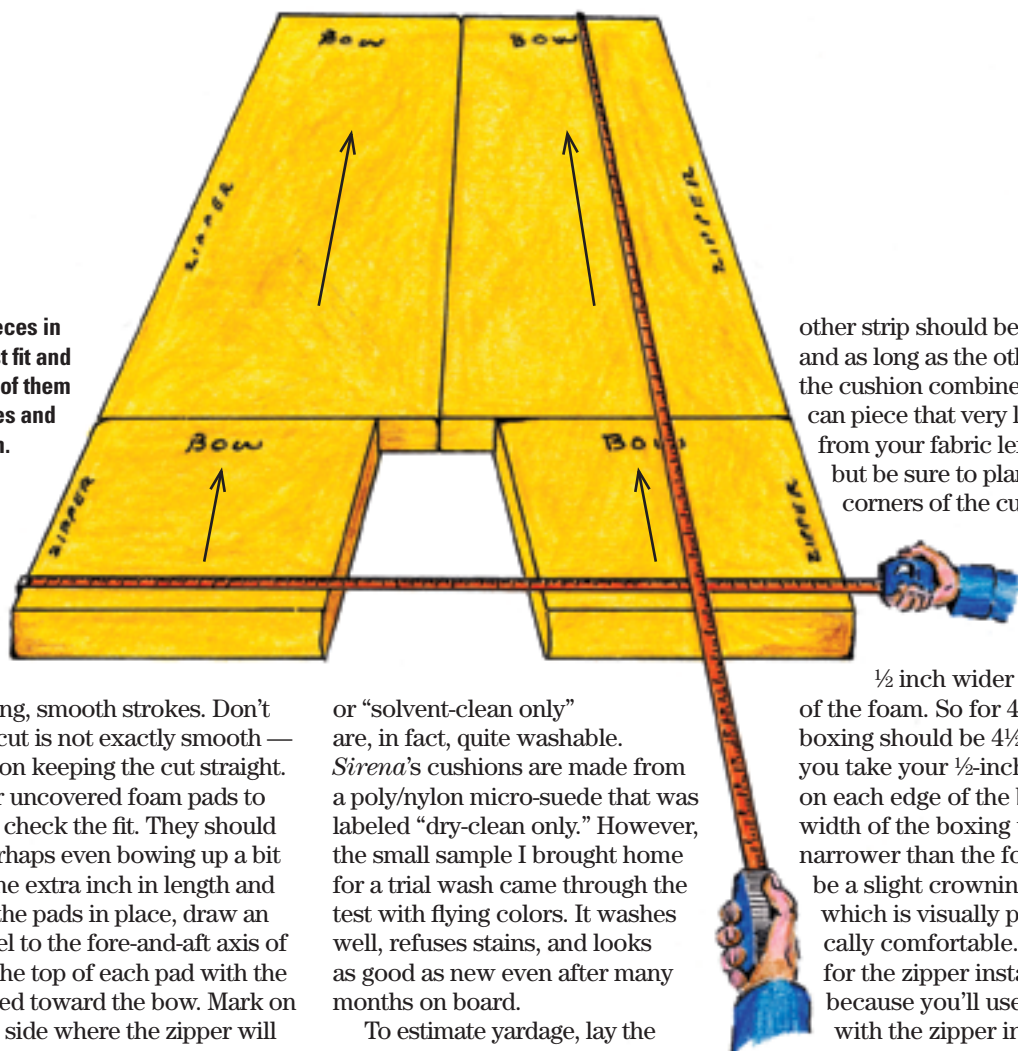 BOW
BOW
ZIPPER
ZIPPER
BOW
BOW
ZIPPER
ZIPPER
eces in
t fit and
of them
es and
n.
ng, smooth strokes. Don't
cut is not exactly smooth —
on keeping the cut straight.
r uncovered foam pads to
check the fit. They should
rhaps even bowing up a bit
ne extra inch in length and
the pads in place, draw an
el to the fore-and-aft axis of
he top of each pad with the
ed toward the bow. Mark on
side where the zipper will
or “solvent-clean only”
are, in fact, quite washable.
Sirena's cushions are made from
a poly/nylon micro-suede that was
labeled “dry-clean only.” However,
the small sample I brought home
for a trial wash came through the
test with flying colors. It washes
well, refuses stains, and looks
as good as new even after many
months on board.
To estimate yardage, lay the
other strip should be
and as long as the oth
the cushion combine
can piece that very l
from your fabric le
but be sure to plan
corners of the cu
½ inch wider
of the foam. So for 4
boxing should be 4½
you take your ½-inch
on each edge of the b
width of the boxing
narrower than the fo
be a slight crownin
which is visually p
cally comfortable.
for the zipper insta
because you'll use
with the zipper in